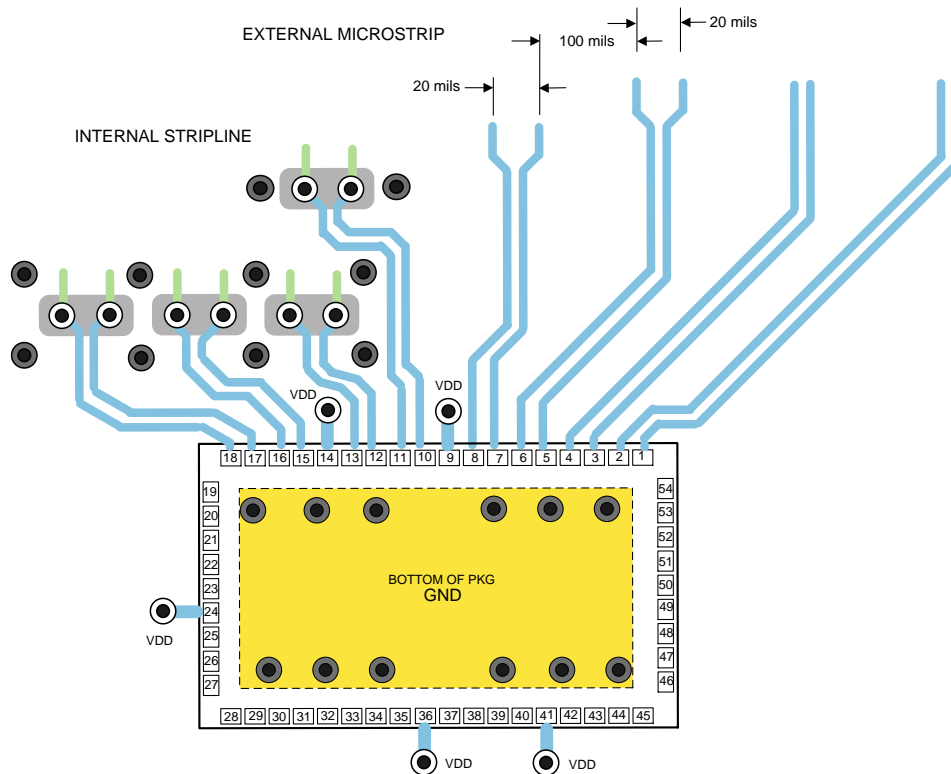 EXTERNAL MICROSTRIP
20 mils
100 mils
20 mils
INTERNAL STRIPLINE
VDD
VDD
18 17 16 15 14 13 12 11 10 9 8 7 6 5 4 3 2 1
19
20
21
22
23
24
25
26
27
54
53
52
51
50
49
48
47
46
BOTTOM OF PKG
GND
VDD
28 29 30 31 32 33 34 35 36 37 38 39 40 41 42 43 44 45
VDD
VDD